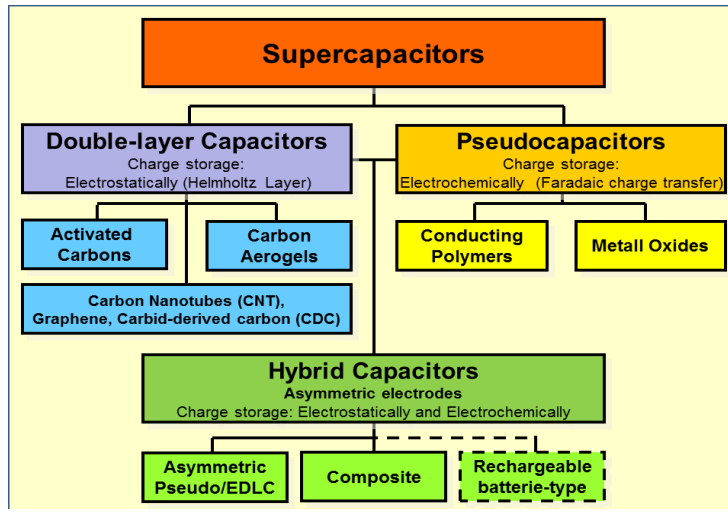 Supercapacitors
Double-layer Capacitors
Charge storage:
Electrostatically (Helmholtz Layer)
Pseudocapacitors
Charge storage:
Electrochemically (Faradaic charge transfer)
Activated
Carbons
Carbon
Aerogels
Conducting
Polymers
Metall Oxides
Carbon Nanotubes (CNT),
Graphene, Carbid-derived carbon (CDC)
Hybrid Capacitors
Asymmetric electrodes
Charge storage: Electrostatically and Electrochemically
Asymmetric
Pseudo/EDLC
Composite
Rechargeable
batterie-type